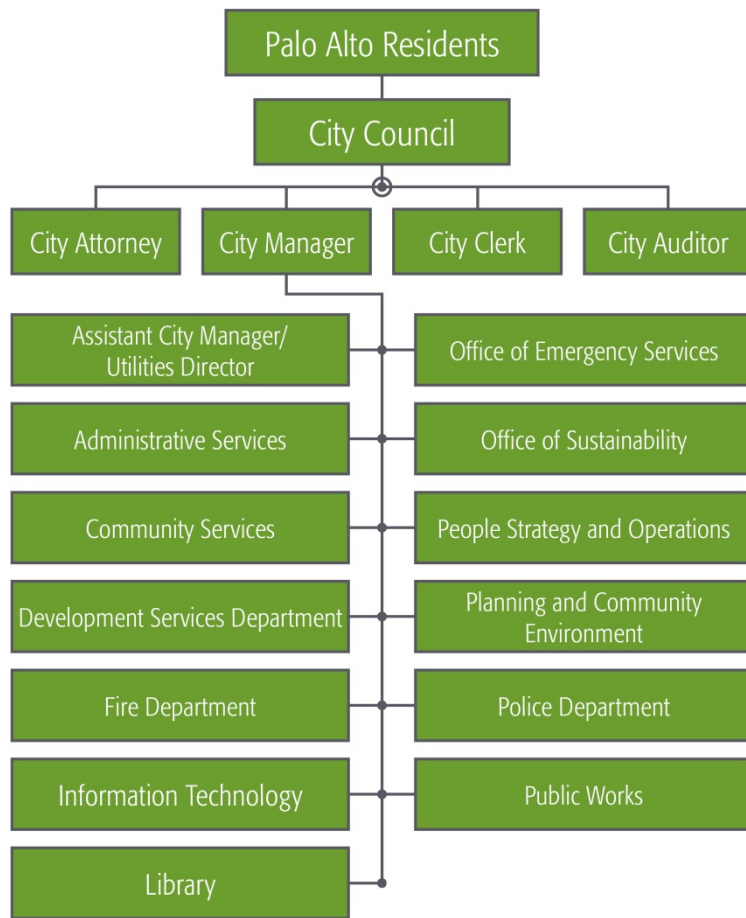 Palo Alto Residents
City Council
City Attorney
City Manager
City Clerk
City Auditor
Assistant City Manager/
Utilities Director
Office of Emergency Services
Administrative Services
Office of Sustainability
Community Services
People Strategy and Operations
Development Services Department
Planning and Community
Environment
Fire Department
Police Department
Information Technology
Public Works
Library